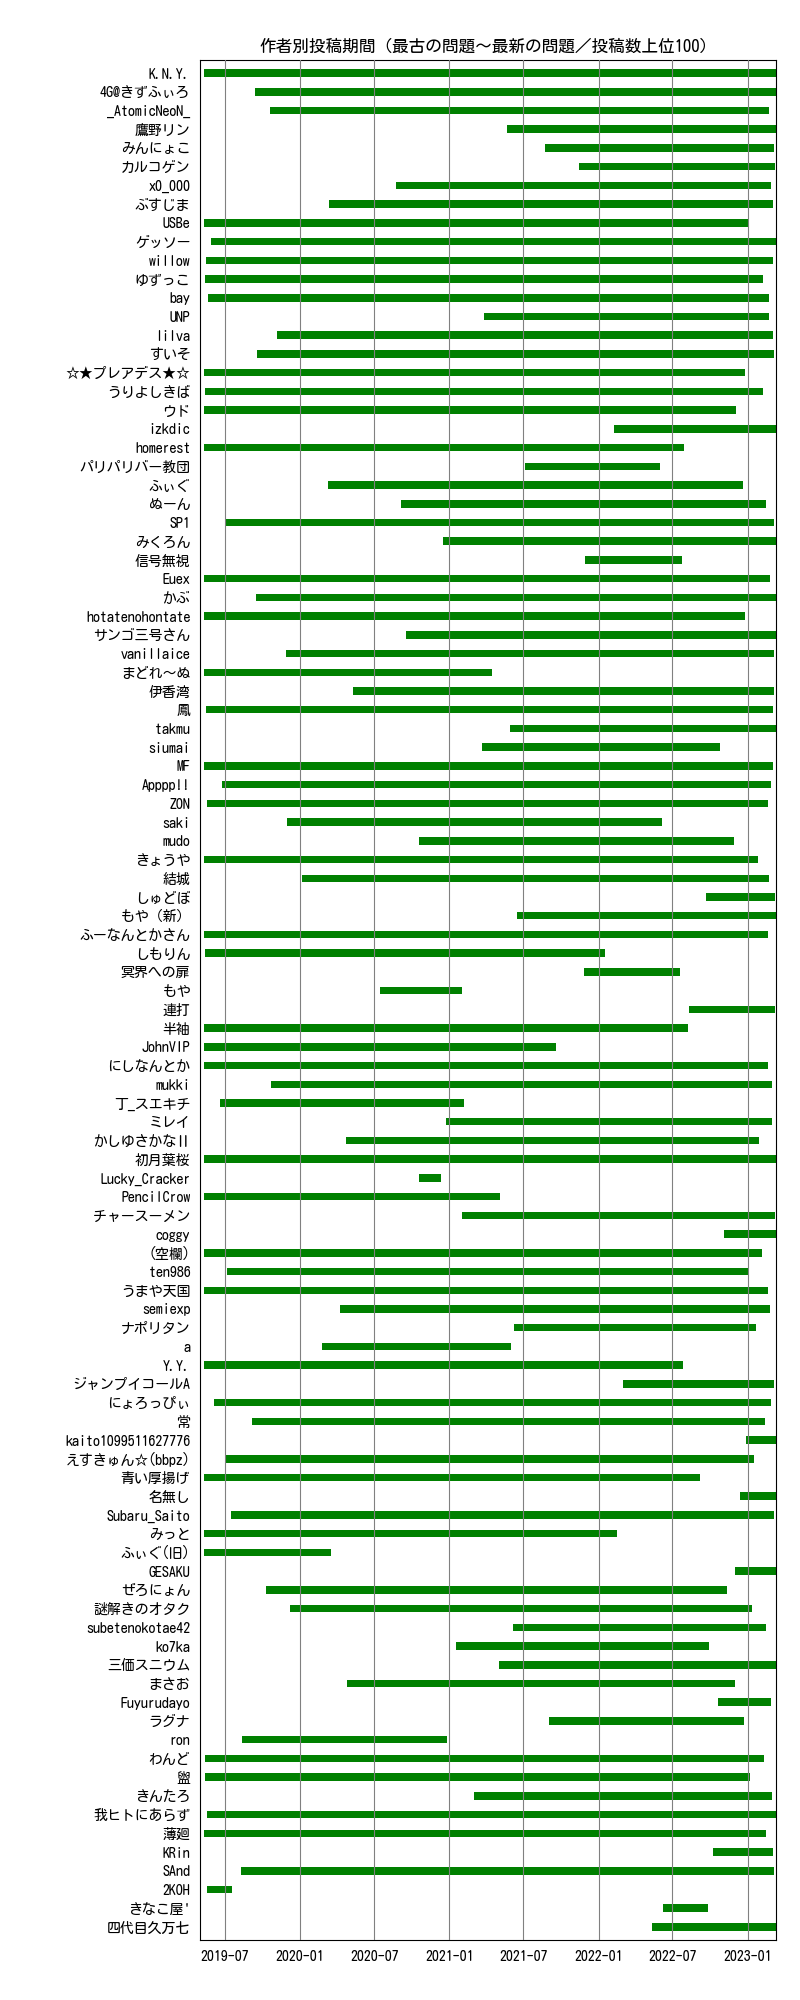 作者別投稿期間（最古の問題～最新の問題／投稿数上位100）
K.N.Y.
4G@きずふぃろ
_AtomicNeoN_
鷹野リン
みんにょこ
カルコゲン
x0_000
ぶすじま
USBe
ゲッソー
willow
ゆずっこ
bay
UNP
lilva
すいそ
☆★プレアデス★☆
うりよしきば
ウド
izkdic
homerest
パリパリバー教団
ふぃぐ
ぬーん
SP1
みくろん
信号無視
Euex
かぶ
hotatenohontate
サンゴ三号さん
vanillaice
まどれ～ぬ
伊香湾
鳳
takmu
siumai
MF
Appppll
ZON
saki
mudo
きょうや
結城
しゅどぼ
もや（新）
ふーなんとかさん
しもりん
冥界への扉
もや
連打
半袖
JohnVIP
にしなんとか
mukki
丁_スエキチ
ミレイ
かしゆさかなII
初月葉桜
Lucky_Cracker
PencilCrow
チャースーメン
coggy
(空欄)
ten986
うまや天国
semiexp
ナポリタン
a
Y.Y.
ジャンプイコールA
にょろっぴぃ
常
kaito1099511627776
えすきゅん☆(bbpz)
青い厚揚げ
名無し
Subaru_Saito
みっと
ふぃぐ(旧)
GESAKU
ぜろにょん
謎解きのオタク
subetenokotae42
ko7ka
三価スニウム
まさお
Fuyurudayo
ラグナ
ron
わんど
盥
きんたろ
我ヒトにあらず
薄廻
KRin
SAnd
2KOH
きなこ屋'
四代目久万七
2019-07 2020-01 2020-07 2021-01 2021-07 2022-01 2022-07 2023-01